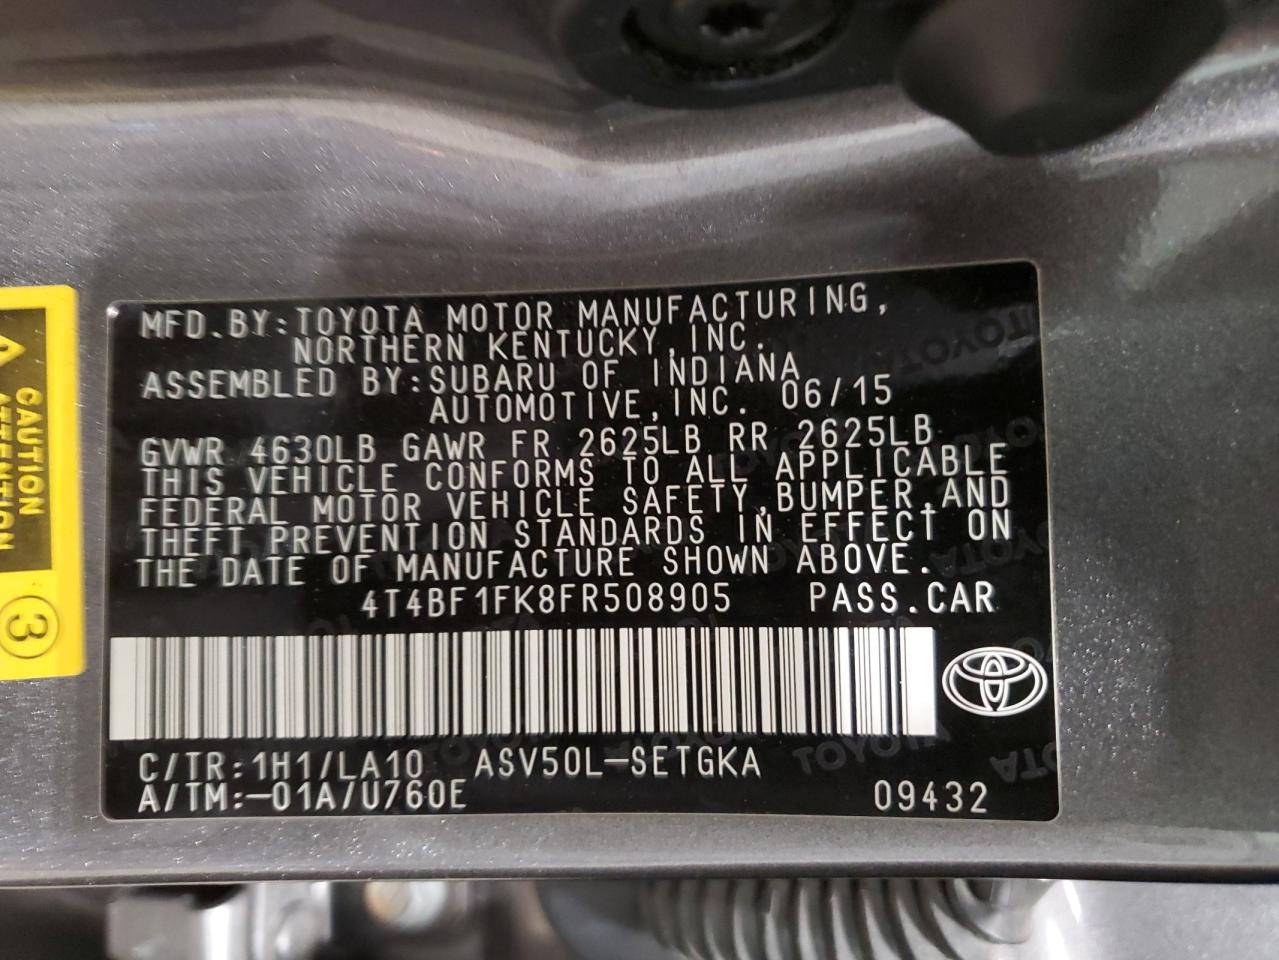 MFD.BY:TOYOTA MOTOR MANUFACTURING,
NORTHERN KENTUCKY,INC.
ASSEMBLED BY:SUBARU OF INDIANA
AUTOMOTIVE,INC. 06/15
GVWR 4630LB GAWR FR 2625LB RR 2625LB
THIS VEHICLE CONFORMS TO ALL APPLICABLE
FEDERAL MOTOR VEHICLE SAFETY,BUMPER,AND
THEFT PREVENTION STANDARDS IN EFFECT ON
THE DATE OF MANUFACTURE SHOWN ABOVE.
4T4BF1FK8FR508905 PASS.CAR
C/TR:1H1/LA10 ASV50L-SETGKA
A/TM:-01A/U760E 09432
CAUTION
ATTENTION
3
TOYOTA